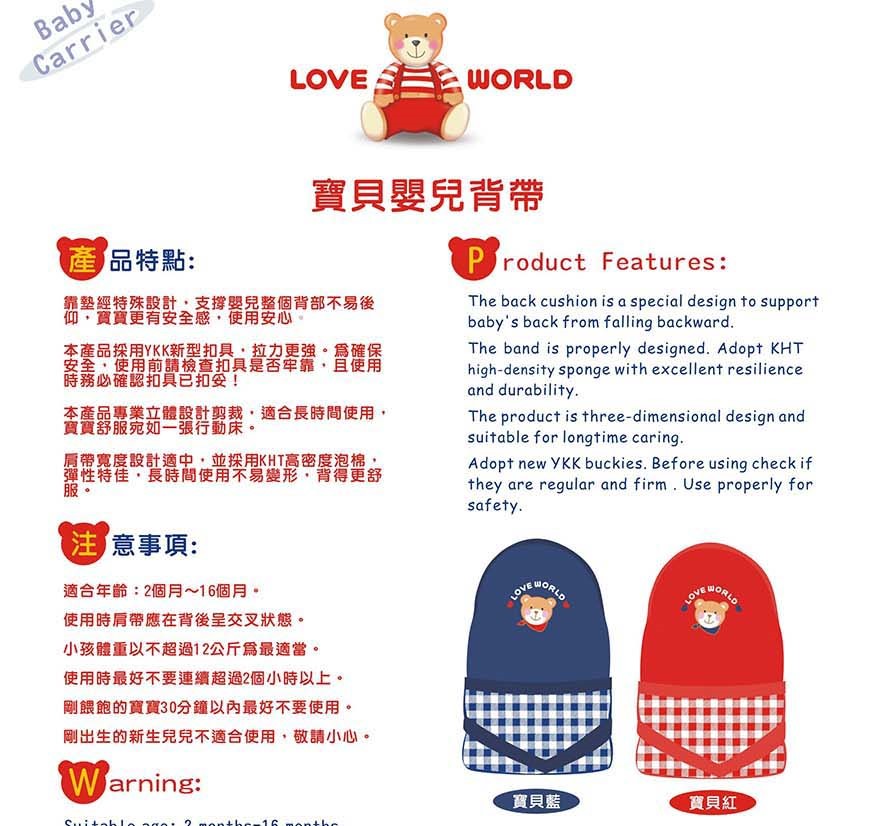 Baby
Carrier
LOVE WORLD
寶貝嬰兒背帶
產品特點:
靠墊經特殊設計，支撐嬰兒整個背部不易後
仰，寶寶更有安全感，使用安心。
本產品採用YKK新型扣具，拉力更強。爲確保
安全，使用前請檢查扣具是否牢靠，且使用
時務必確認扣具已扣妥！
本產品專業立體設計剪裁，適合長時間使用，
寶寶舒服宛如一張行動床。
肩帶寬度設計適中，並採用KHT高密度泡棉，
彈性特佳，長時間使用不易變形，背得更舒
服。
注意事項:
適合年齡：2個月～16個月。
使用時肩帶應在背後呈交叉狀態。
小孩體重以不超過12公斤爲最適當。
使用時最好不要連續超過2個小時以上。
剛餵飽的寶寶30分鐘以內最好不要使用。
剛出生的新生兒兒不適合使用，敬請小心。
Warning:
Suitable age: 2 months-16 months
Product Features:
The back cushion is a special design to support
baby's back from falling backward.
The band is properly designed. Adopt KHT
high-density sponge with excellent resilience
and durability.
The product is three-dimensional design and
suitable for longtime caring.
Adopt new YKK buckies. Before using check if
they are regular and firm . Use properly for
safety.
LOVE WORLD
LOVE WORLD
寶貝藍
寶貝紅